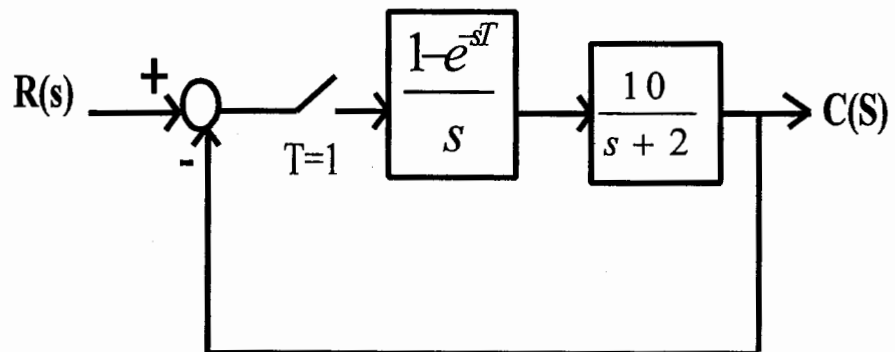 R(s)
+
-
T=1
1-e^{-sT}
s
10
s + 2
C(S)